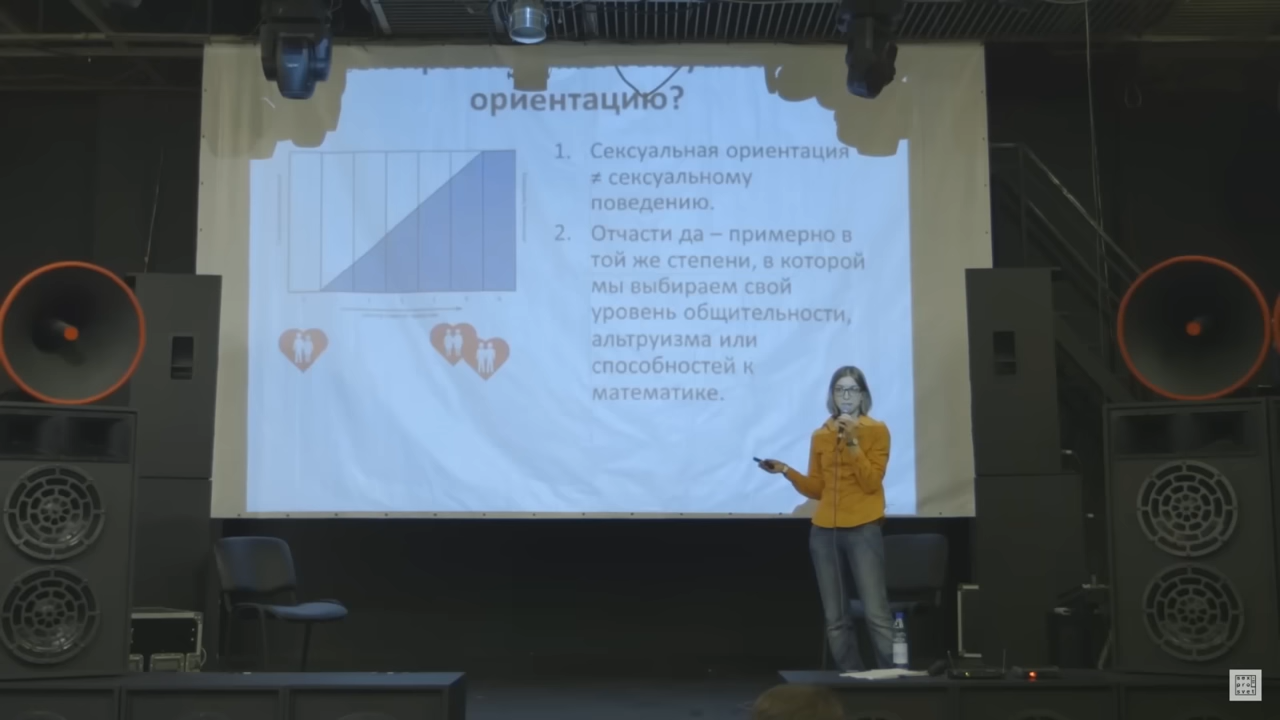 ориентацию?
1. Сексуальная ориентация
≠ сексуальному
поведению.
2. Отчасти да – примерно в
той же степени, в которой
мы выбираем свой
уровень общительности,
альтруизма или
способностей к
математике.